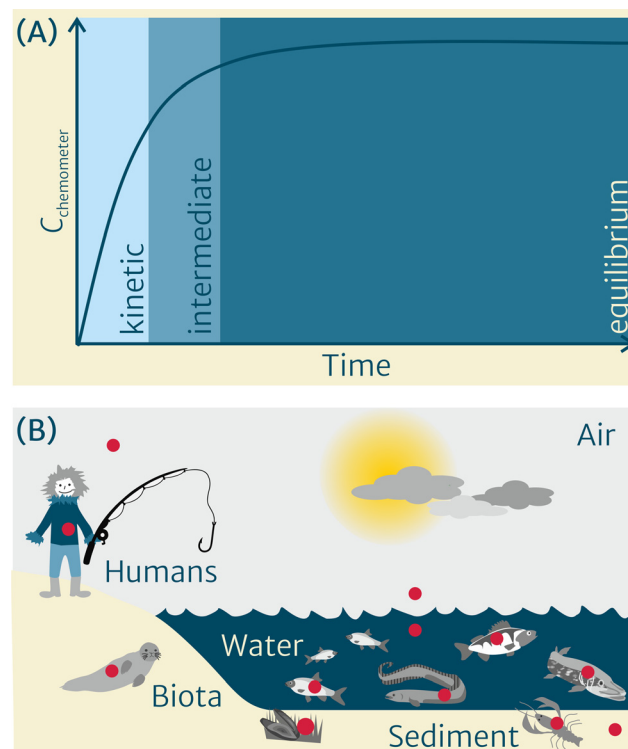 (A)
C chemometer
kinetic
intermediate
equilibrium
Time
(B)
Air
Humans
Water
Biota
Sediment